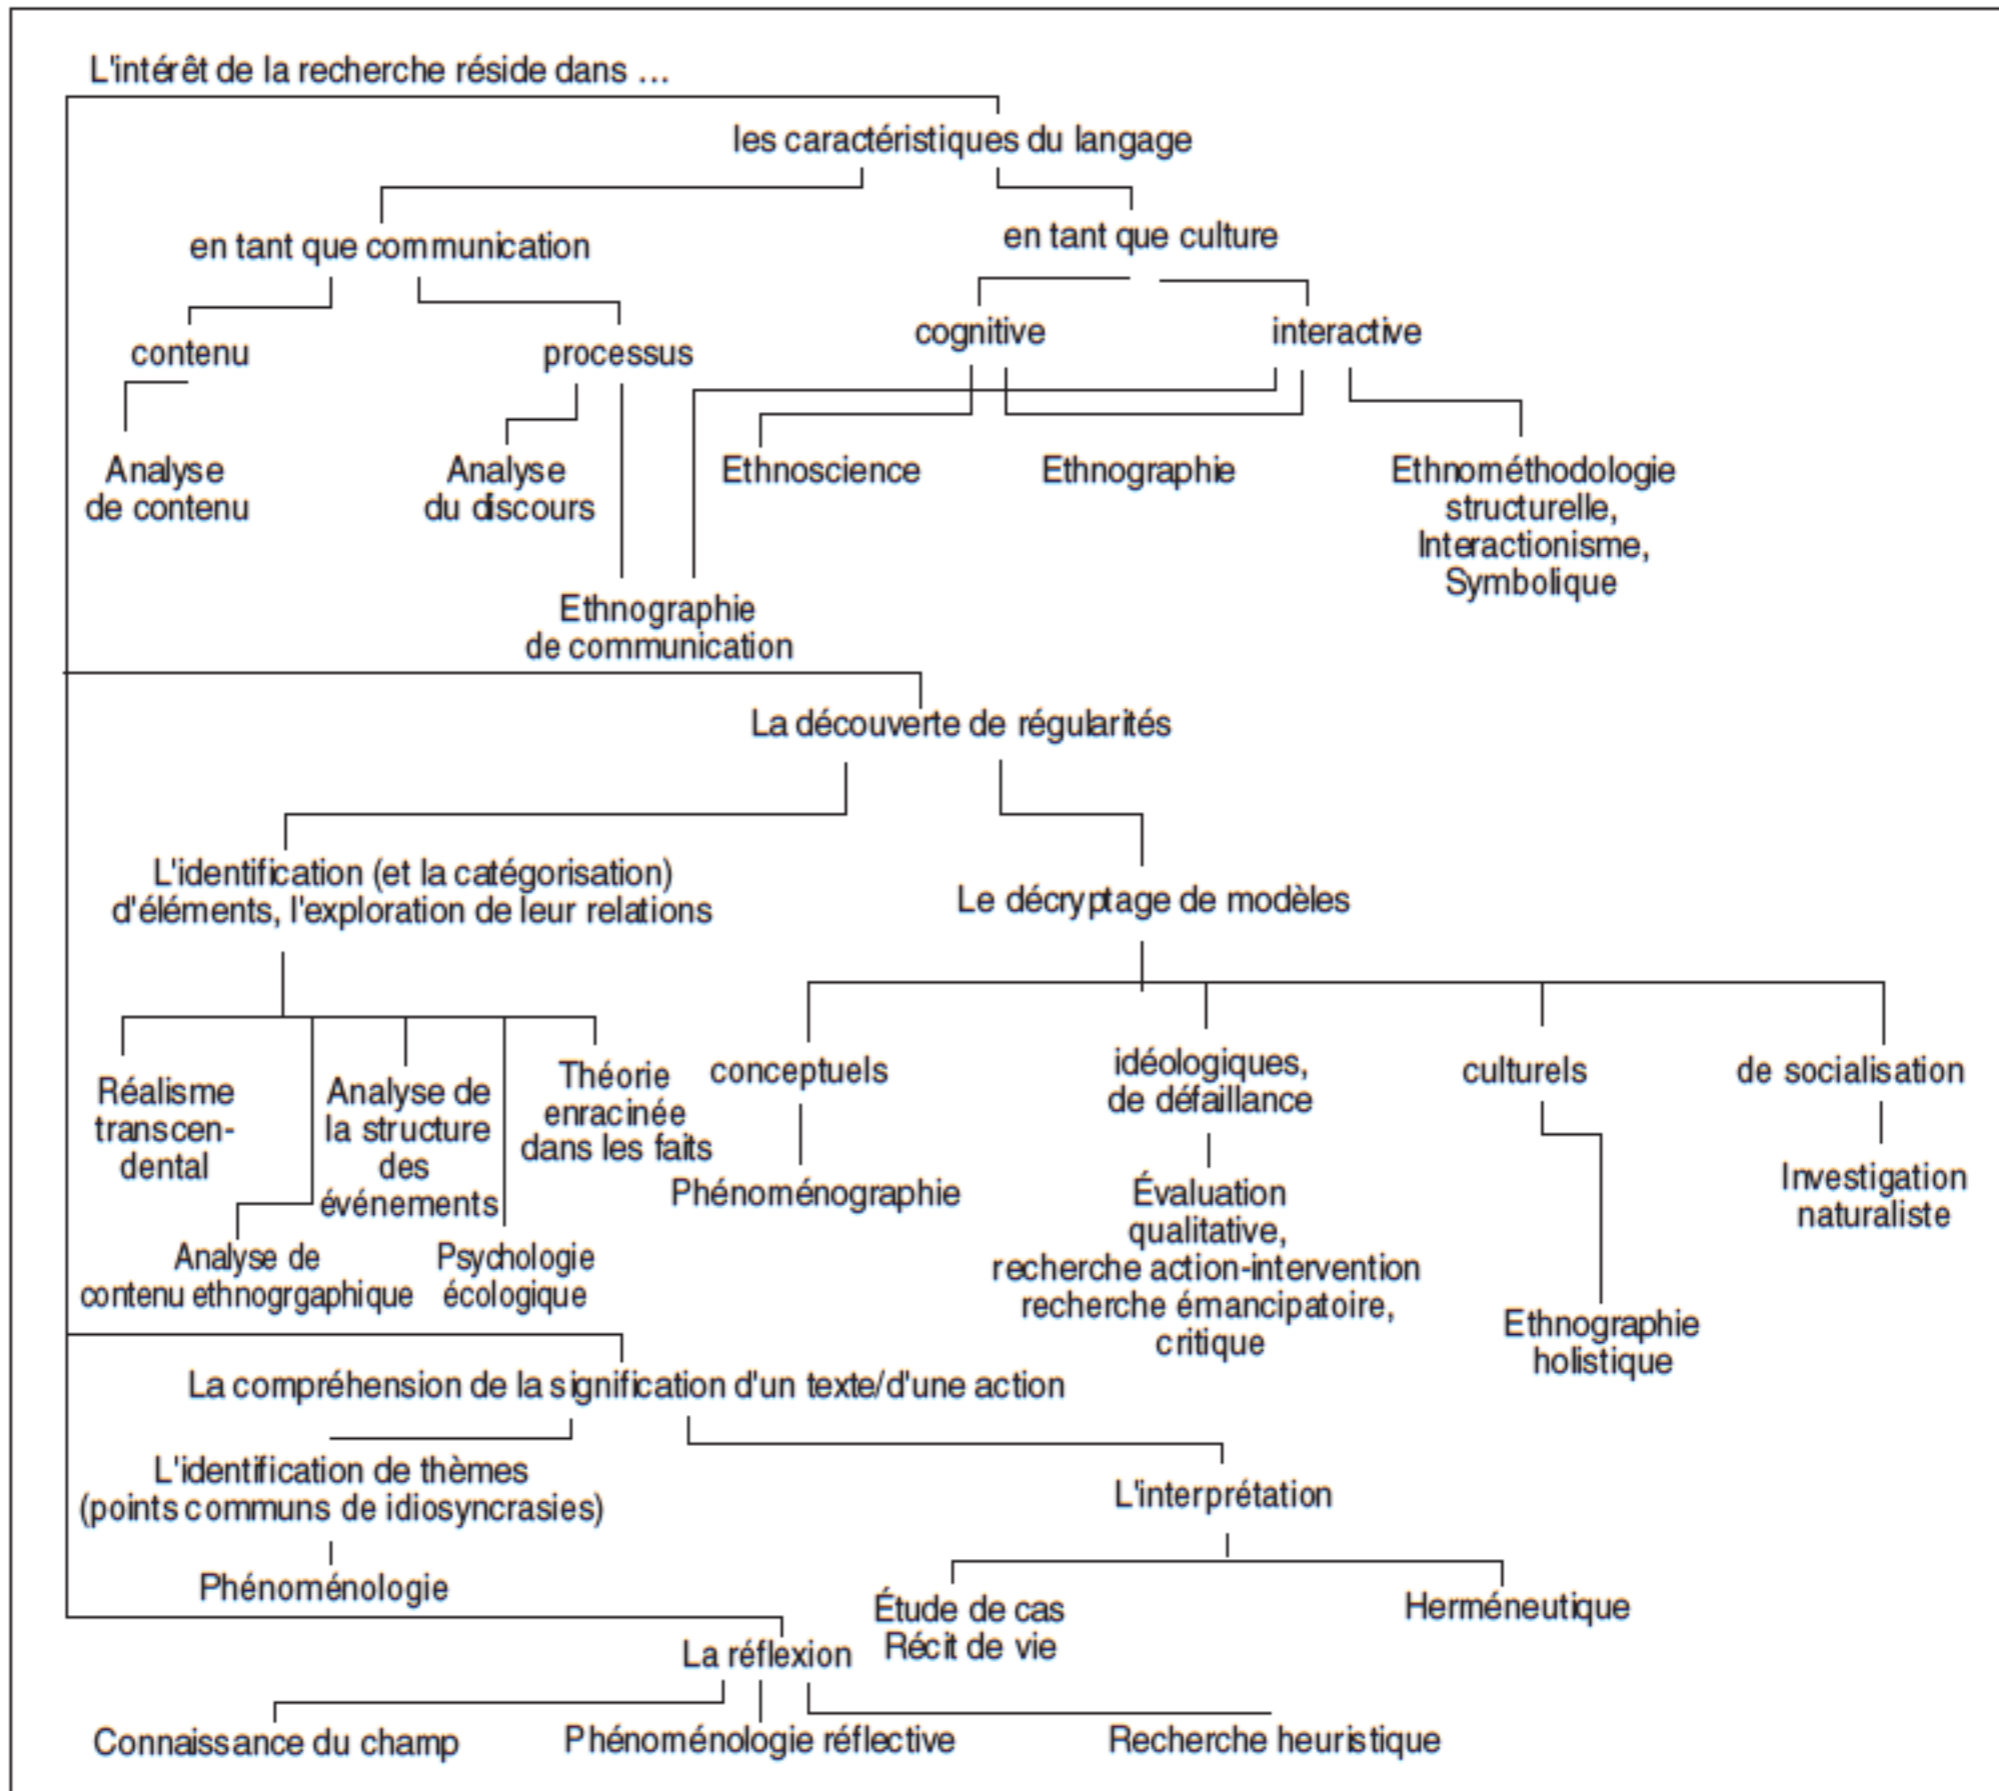 L'intérêt de la recherche réside dans ...
les caractéristiques du langage
en tant que communication
en tant que culture
contenu
processus
cognitive
interactive
Analyse
de contenu
Analyse
du discours
Ethnoscience
Ethnographie
Ethnométhodologie
structurelle,
Interactionisme,
Symbolique
Ethnographie
de communication
La découverte de régularités
L'identification (et la catégorisation)
d'éléments, l'exploration de leur relations
Le décryptage de modèles
Réalisme
transcen-
dental
Analyse de
la structure
des
événements
Théorie
enracinée
dans les faits
Analyse de
contenu ethnogrgaphique
Psychologie
écologique
conceptuels
Phénoménographie
idéologiques,
de défaillance
Évaluation
qualitative,
recherche action-intervention
recherche émancipatoire,
critique
culturels
Ethnographie
holistique
de socialisation
Investigation
naturaliste
La compréhension de la signification d'un texte/d'une action
L'identification de thèmes
(points communs de idiosyncrasies)
Phénoménologie
L'interprétation
Étude de cas
Récit de vie
Herméneutique
La réflexion
Connaissance du champ
Phénoménologie réflective
Recherche heuristique